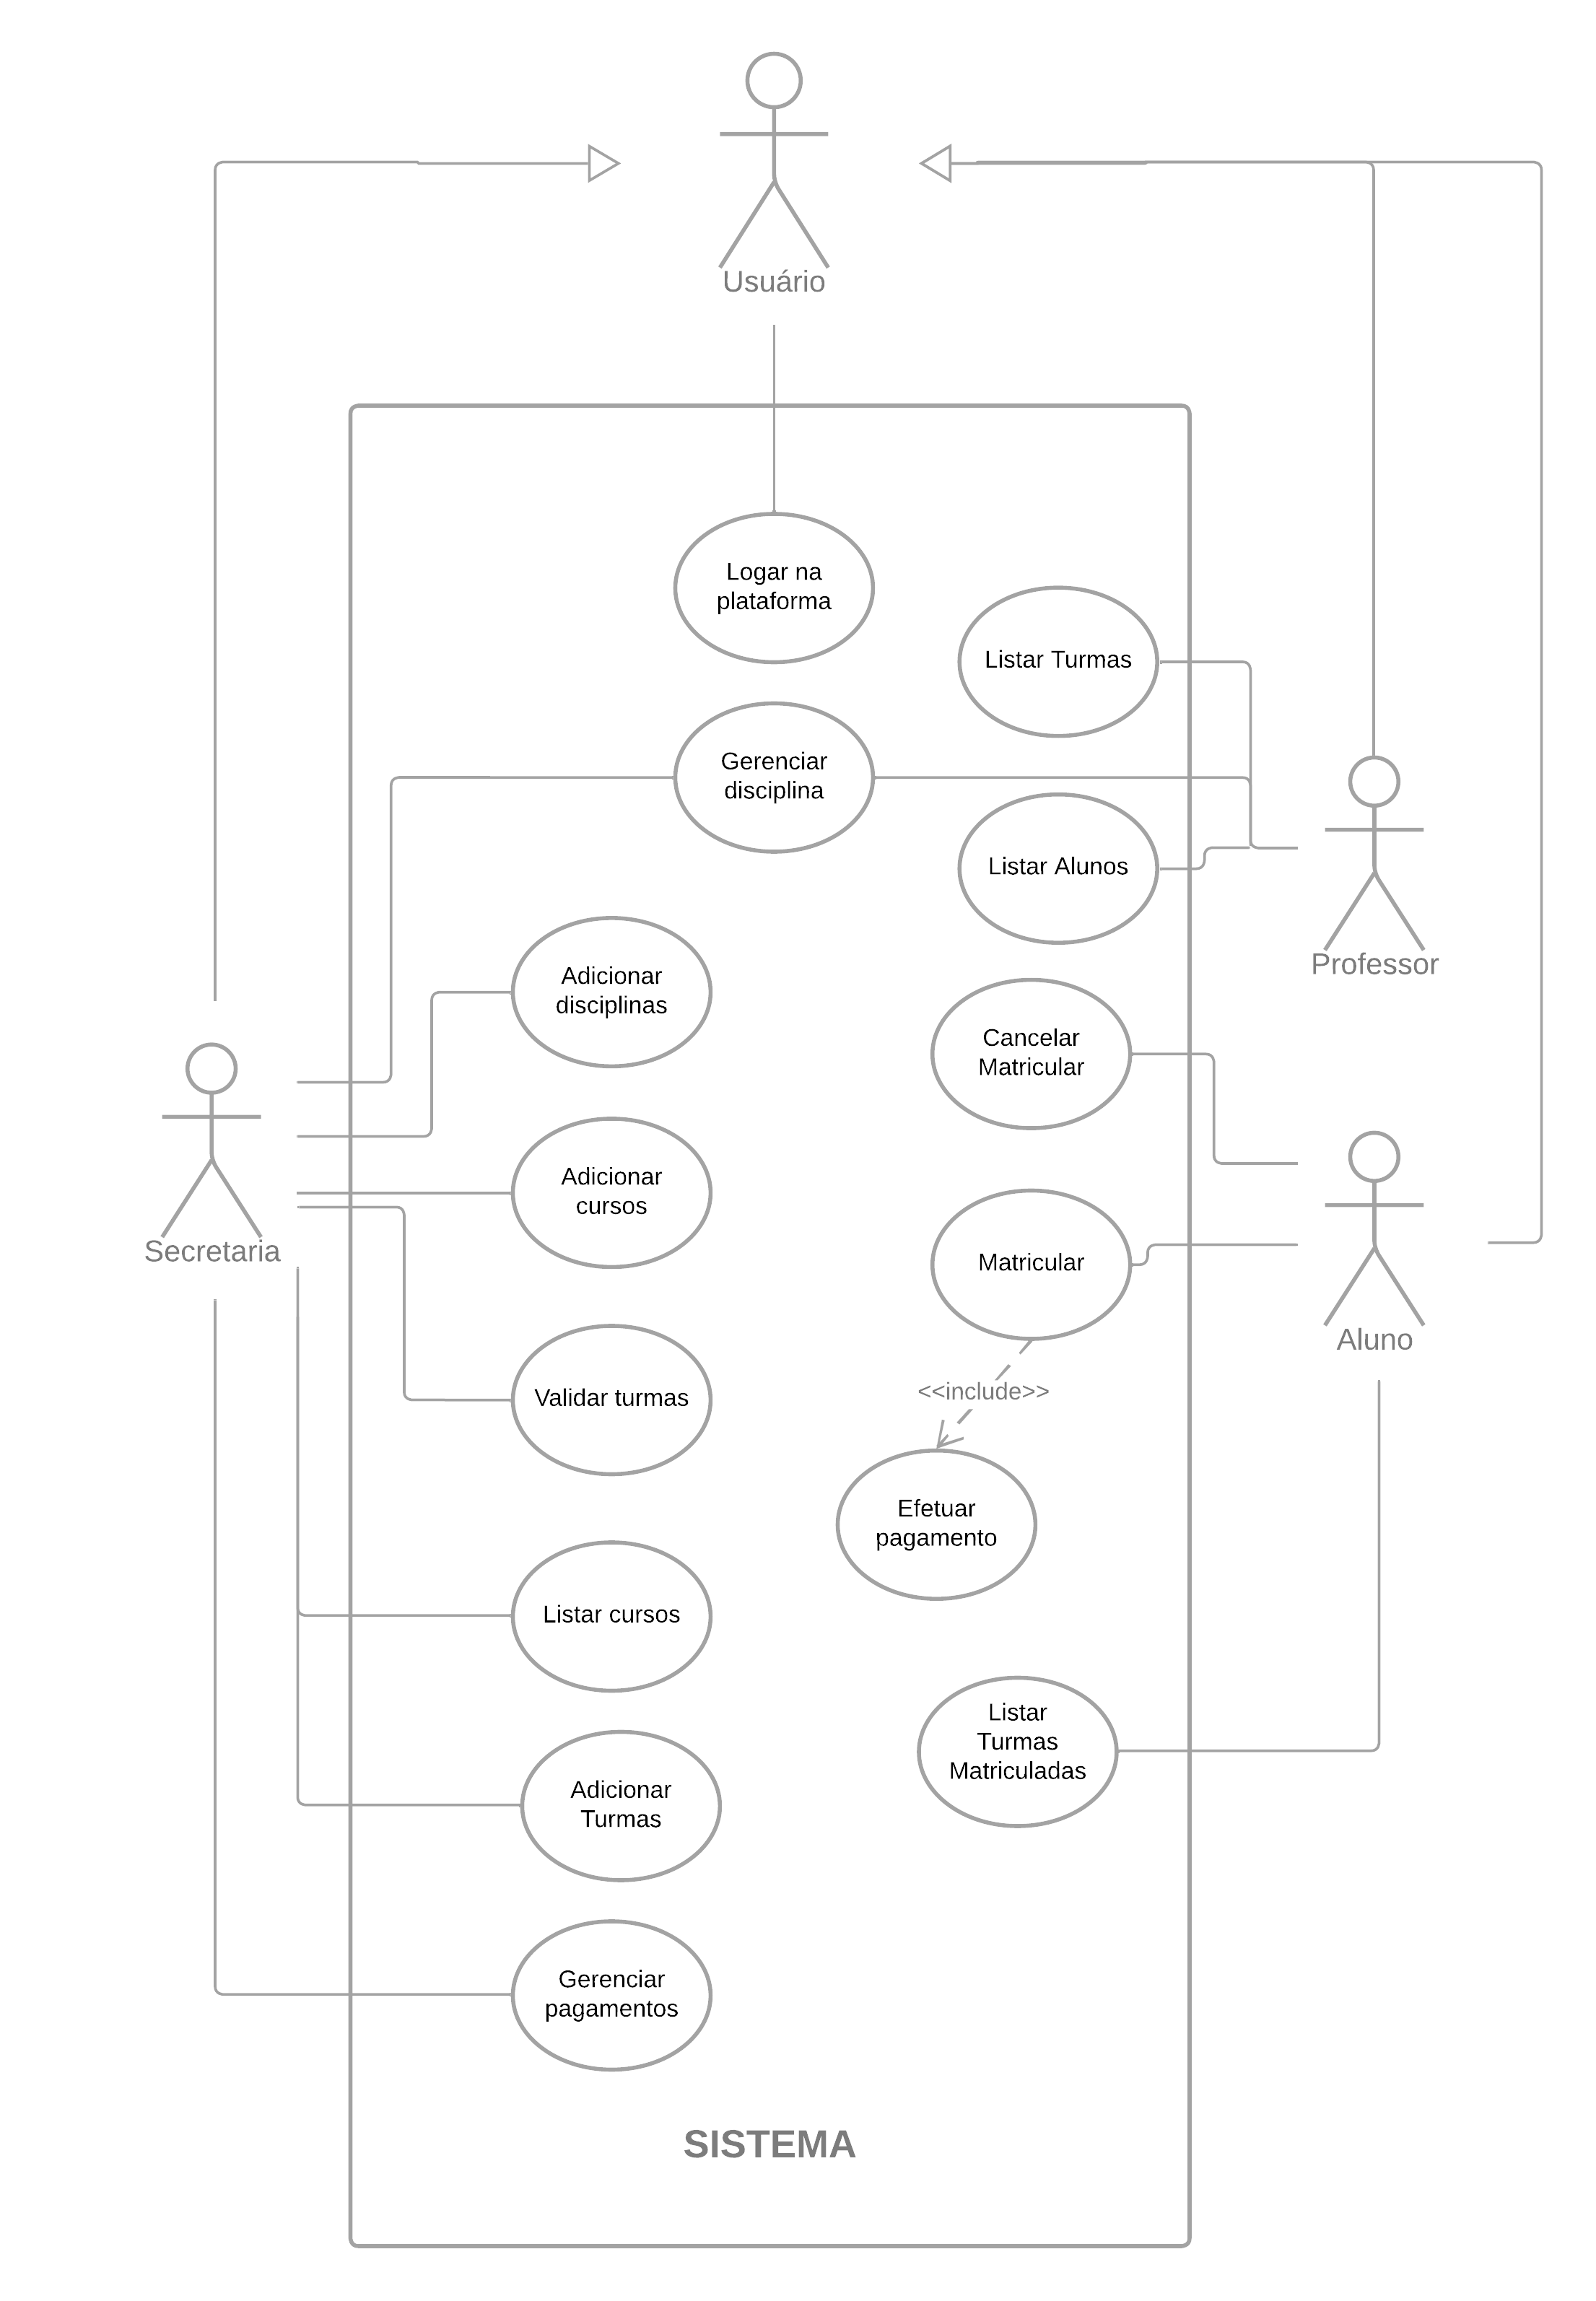 Usuário
Logar na
plataforma
Listar Turmas
Gerenciar
disciplina
Listar Alunos
Professor
Adicionar
disciplinas
Cancelar
Matricular
Adicionar
cursos
Secretaria
Matricular
Aluno
<<include>>
Validar turmas
Efetuar
pagamento
Listar cursos
Listar
Turmas
Matriculadas
Adicionar
Turmas
Gerenciar
pagamentos
SISTEMA